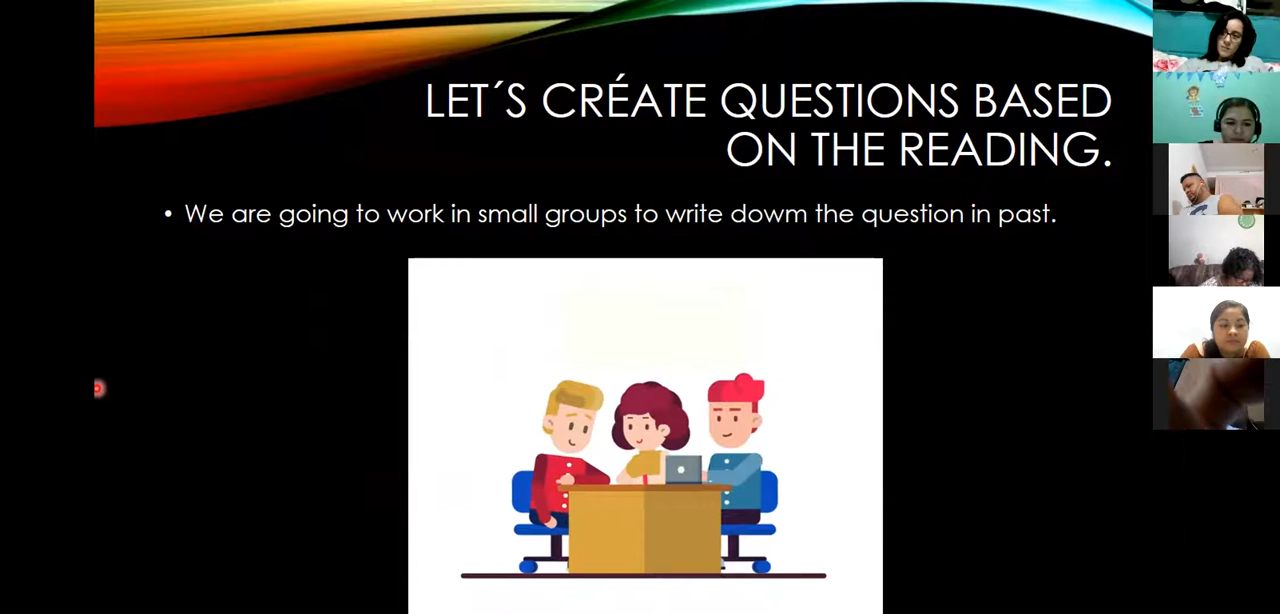 LET´S CRÉATE QUESTIONS BASED
ON THE READING.
• We are going to work in small groups to write dowm the question in past.